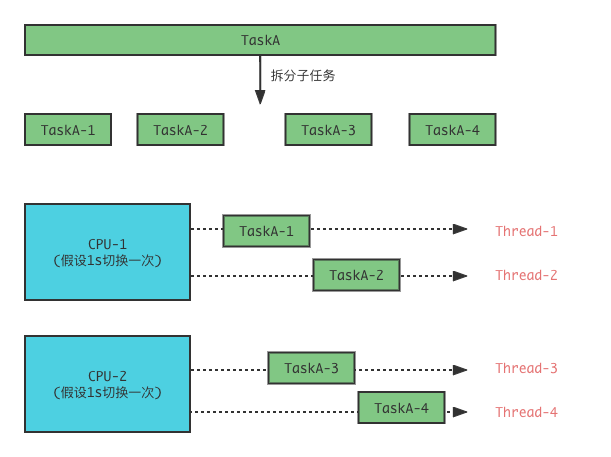 TaskA
拆分子任务
TaskA-1
TaskA-2
TaskA-3
TaskA-4
CPU-1
(假设1s切换一次)
TaskA-1
Thread-1
TaskA-2
Thread-2
CPU-2
(假设1s切换一次)
TaskA-3
Thread-3
TaskA-4
Thread-4